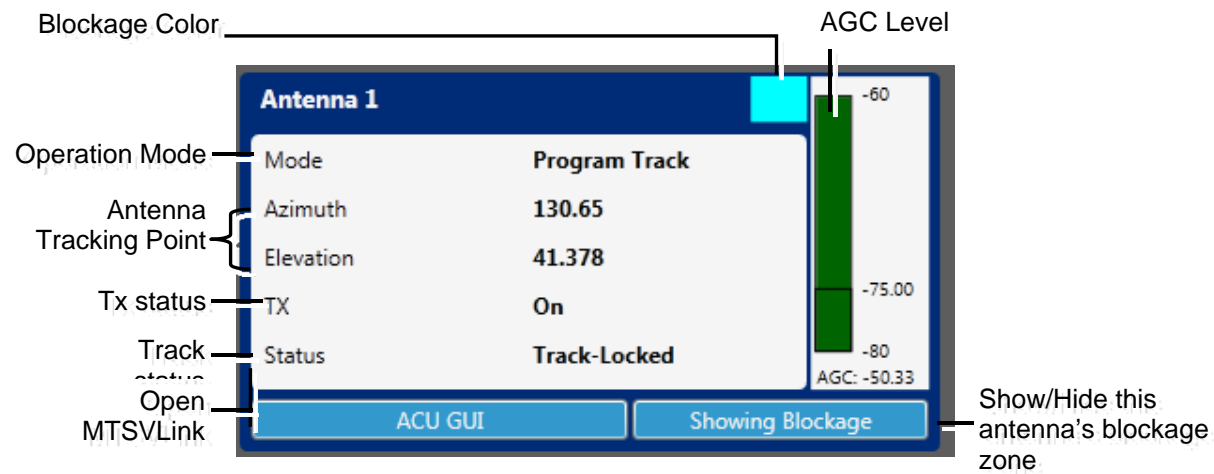 Blockage Color
AGC Level
Antenna 1
-60
Operation Mode
Mode Program Track
Antenna
Tracking Point
Azimuth 130.65
Elevation 41.378
-75.00
Tx status
TX On
Track
status
Status Track-Locked
-80
AGC: -50.33
Open
MTSVLink
ACU GUI
Showing Blockage
Show/Hide this
antenna's blockage
zone